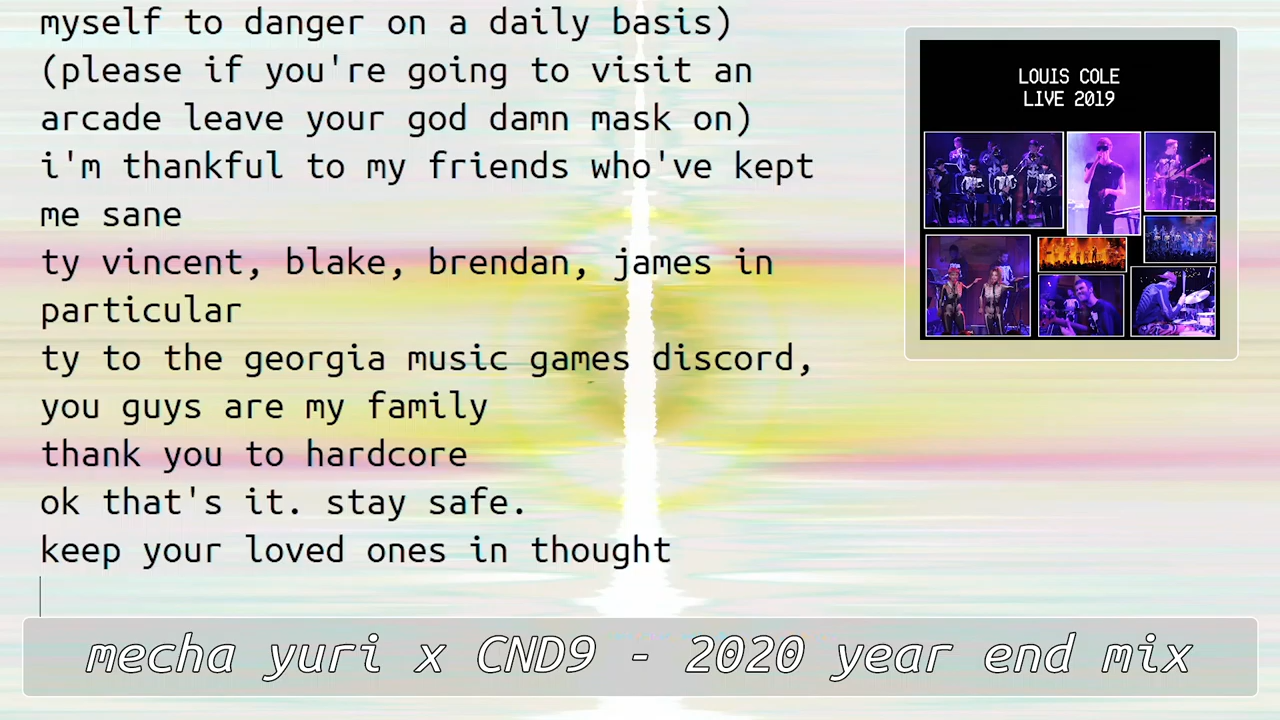 myself to danger on a daily basis)
(please if you're going to visit an
arcade leave your god damn mask on)
i'm thankful to my friends who've kept
me sane
ty vincent, blake, brendan, james in
particular
ty to the georgia music games discord,
you guys are my family
thank you to hardcore
ok that's it. stay safe.
keep your loved ones in thought
LOUIS COLE
LIVE 2019
mecha yuri x CND9 - 2020 year end mix